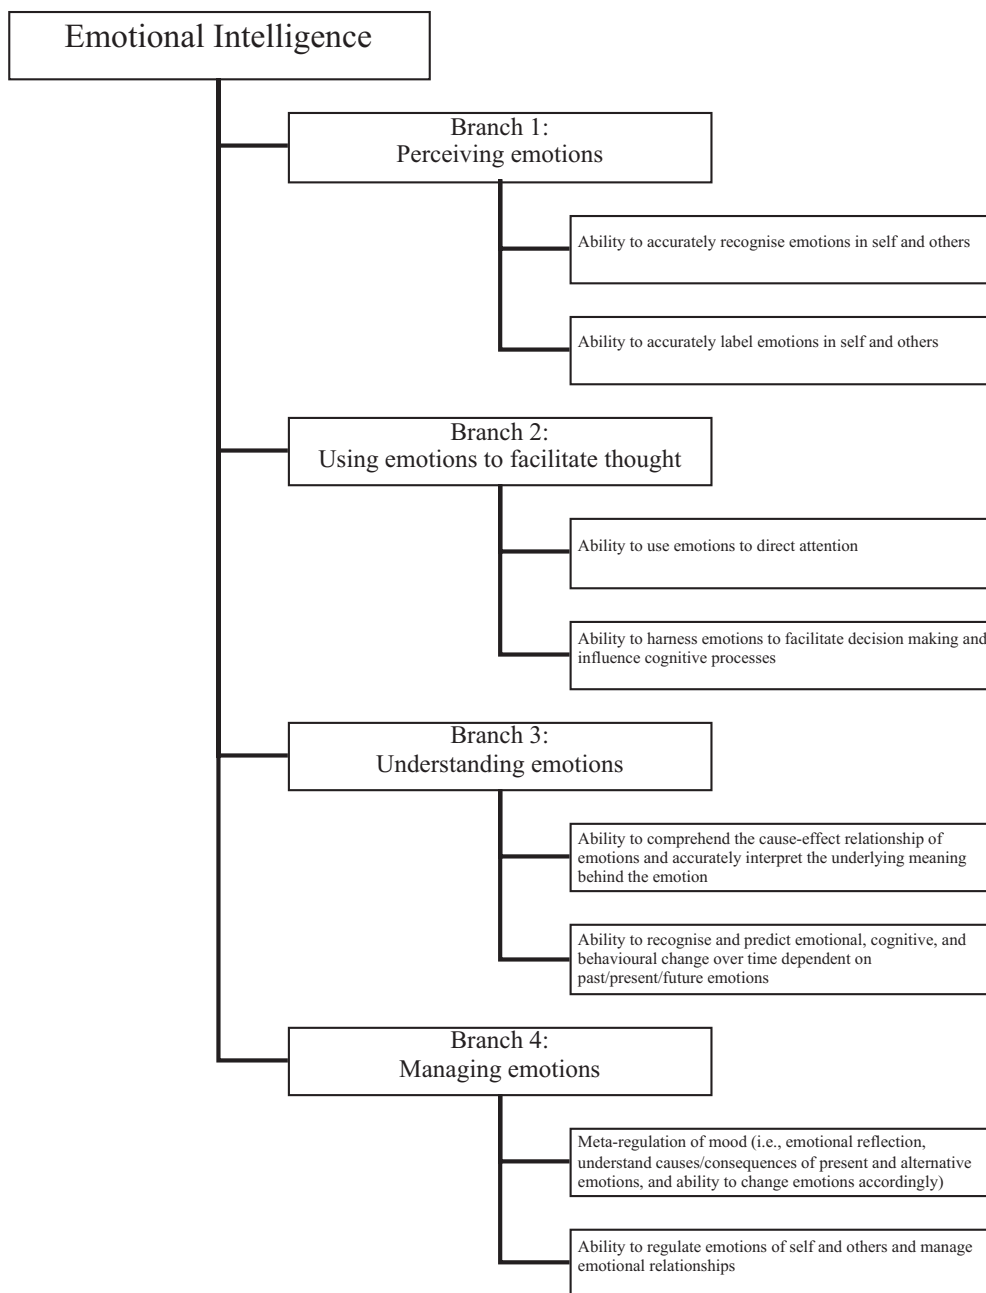 Emotional Intelligence
Branch 1:
Perceiving emotions
Ability to accurately recognise emotions in self and others
Ability to accurately label emotions in self and others
Branch 2:
Using emotions to facilitate thought
Ability to use emotions to direct attention
Ability to harness emotions to facilitate decision making and
influence cognitive processes
Branch 3:
Understanding emotions
Ability to comprehend the cause-effect relationship of
emotions and accurately interpret the underlying meaning
behind the emotion
Ability to recognise and predict emotional, cognitive, and
behavioural change over time dependent on
past/present/future emotions
Branch 4:
Managing emotions
Meta-regulation of mood (i.e., emotional reflection,
understand causes/consequences of present and alternative
emotions, and ability to change emotions accordingly)
Ability to regulate emotions of self and others and manage
emotional relationships